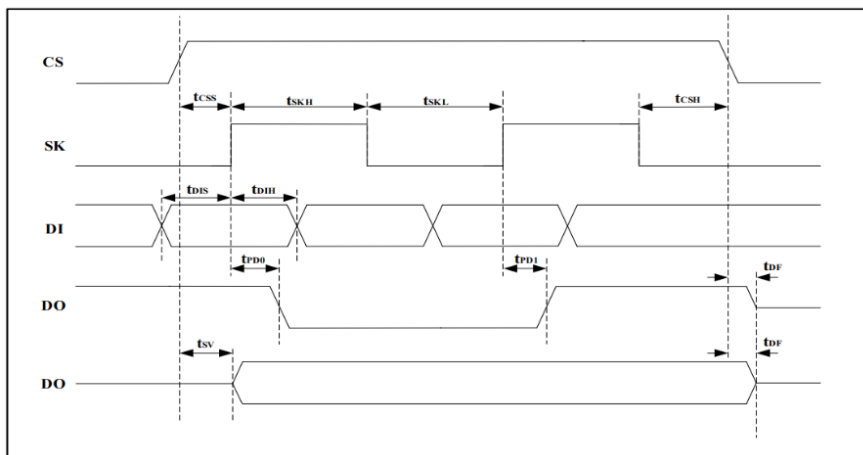 CS
tCSS tSKH tSKL tCSH
SK
tDIS tDIH
DI
tPD0 tPD1 tDF
DO
tSV tDF
DO